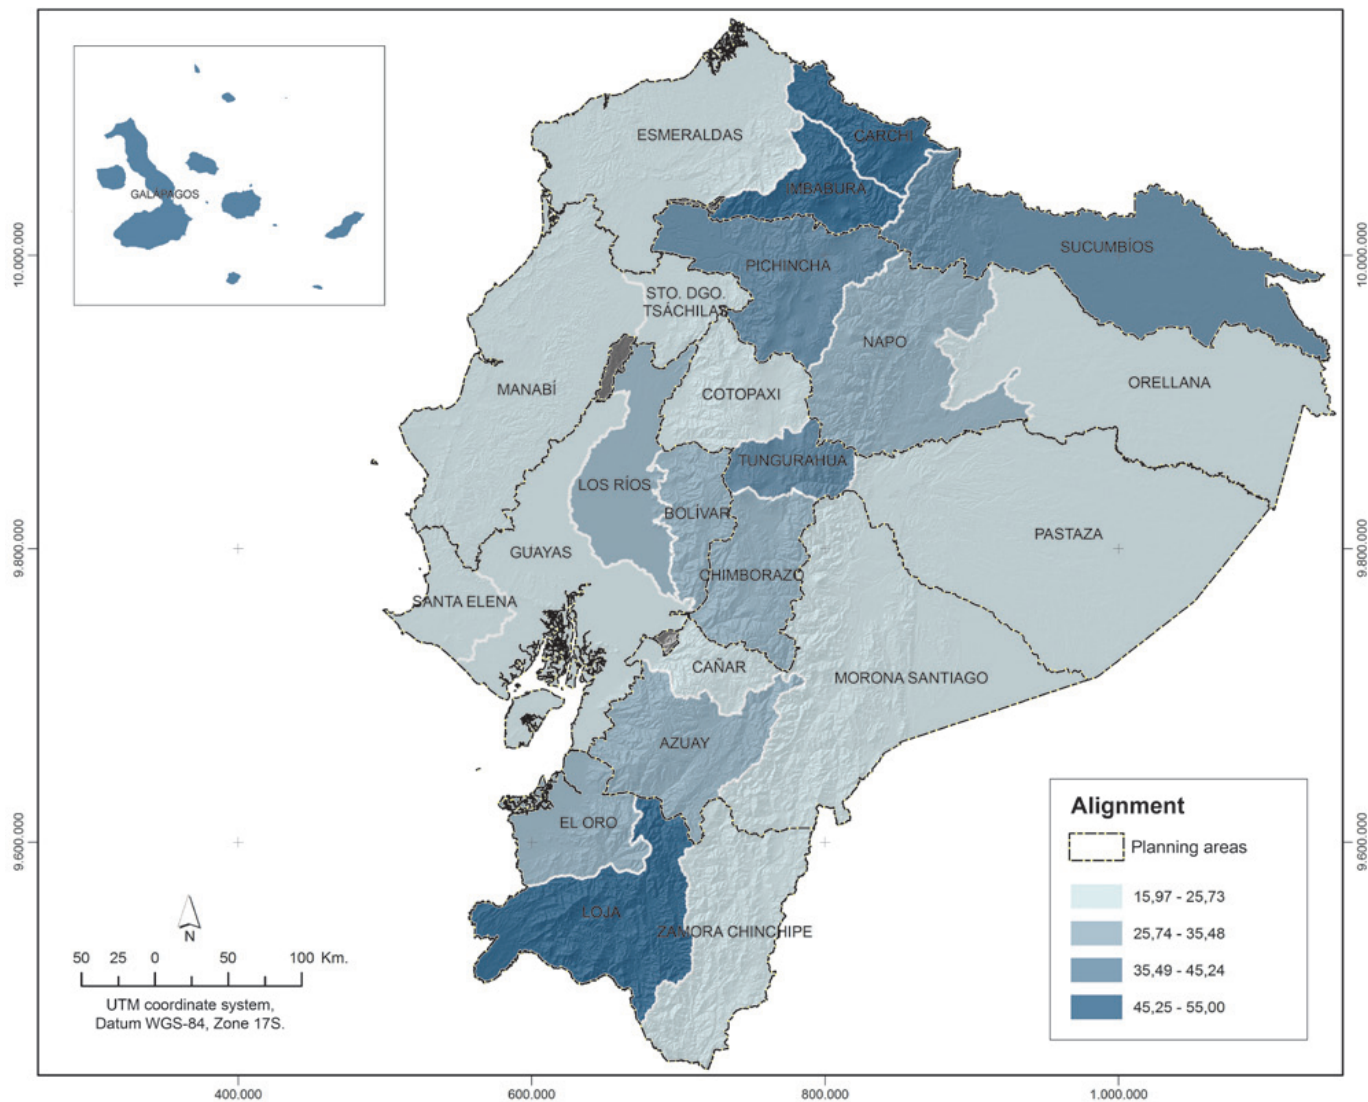 ESMERALDAS
CARCHI
IMBABURA
GALÁPAGOS
SUCUMBÍOS
PICHINCHA
STO. DGO.
TSÁCHILAS
NAPO
ORELLANA
MANABÍ
COTOPAXI
TUNGURAHUA
LOS RÍOS
BOLÍVAR
PASTAZA
GUAYAS
CHIMBORAZO
SANTA ELENA
CAÑAR
MORONA SANTIAGO
AZUAY
EL ORO
LOJA
ZAMORA CHINCHIPE
10.000.000
9.800.000
9.600.000
10.000.000
9.800.000
9.600.000
Alignment
Planning areas
15,97 - 25,73
25,74 - 35,48
35,49 - 45,24
45,25 - 55,00
N
50 25 0 50 100 Km.
UTM coordinate system,
Datum WGS-84, Zone 17S.
400.000 600.000 800.000 1.000.000